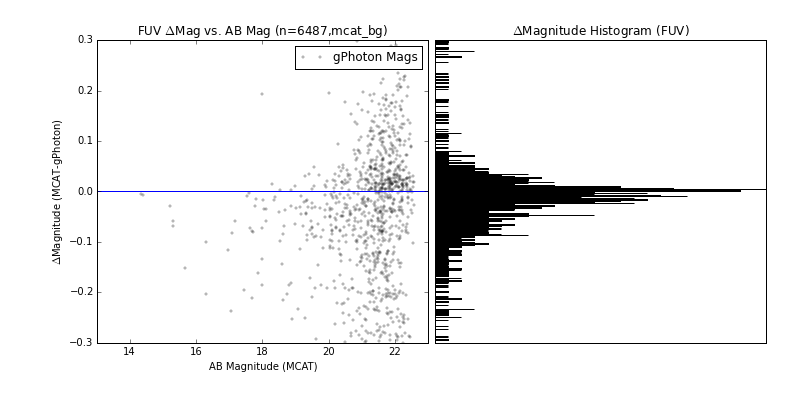 FUV ΔMag vs. AB Mag (n=6487,mcat_bg)
ΔMagnitude Histogram (FUV)
gPhoton Mags
ΔMagnitude (MCAT-gPhoton)
0.3
0.2
0.1
0.0
−0.1
−0.2
−0.3
14 16 18 20 22
AB Magnitude (MCAT)